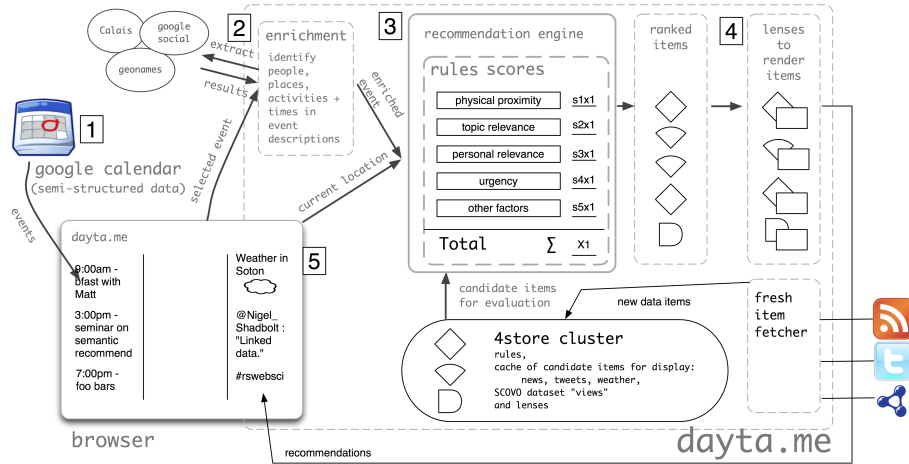 Calais
google
social
geonames
extract
results
2
enrichment
identify
people,
places,
activities +
times in
event
descriptions
enriched
event
3
recommendation engine
rules scores
physical proximity s1x1
topic relevance s2x1
personal relevance s3x1
urgency s4x1
other factors s5x1
Total Σ x1
ranked
items
4
lenses
to
render
items
1
google calendar
(semi-structured data)
events
selected event
current location
dayta.me
9:00am -
bfast with
Matt
3:00pm -
seminar on
semantic
recommend
7:00pm -
foo bars
5
Weather in
Soton
@Nigel_
Shadbolt :
"Linked
data."
#rswebsci
browser
candidate items
for evaluation
new data items
4store cluster
rules,
cache of candidate items for display:
news, tweets, weather,
SCOVO dataset "views"
and lenses
fresh
item
fetcher
t
dayta.me
recommendations